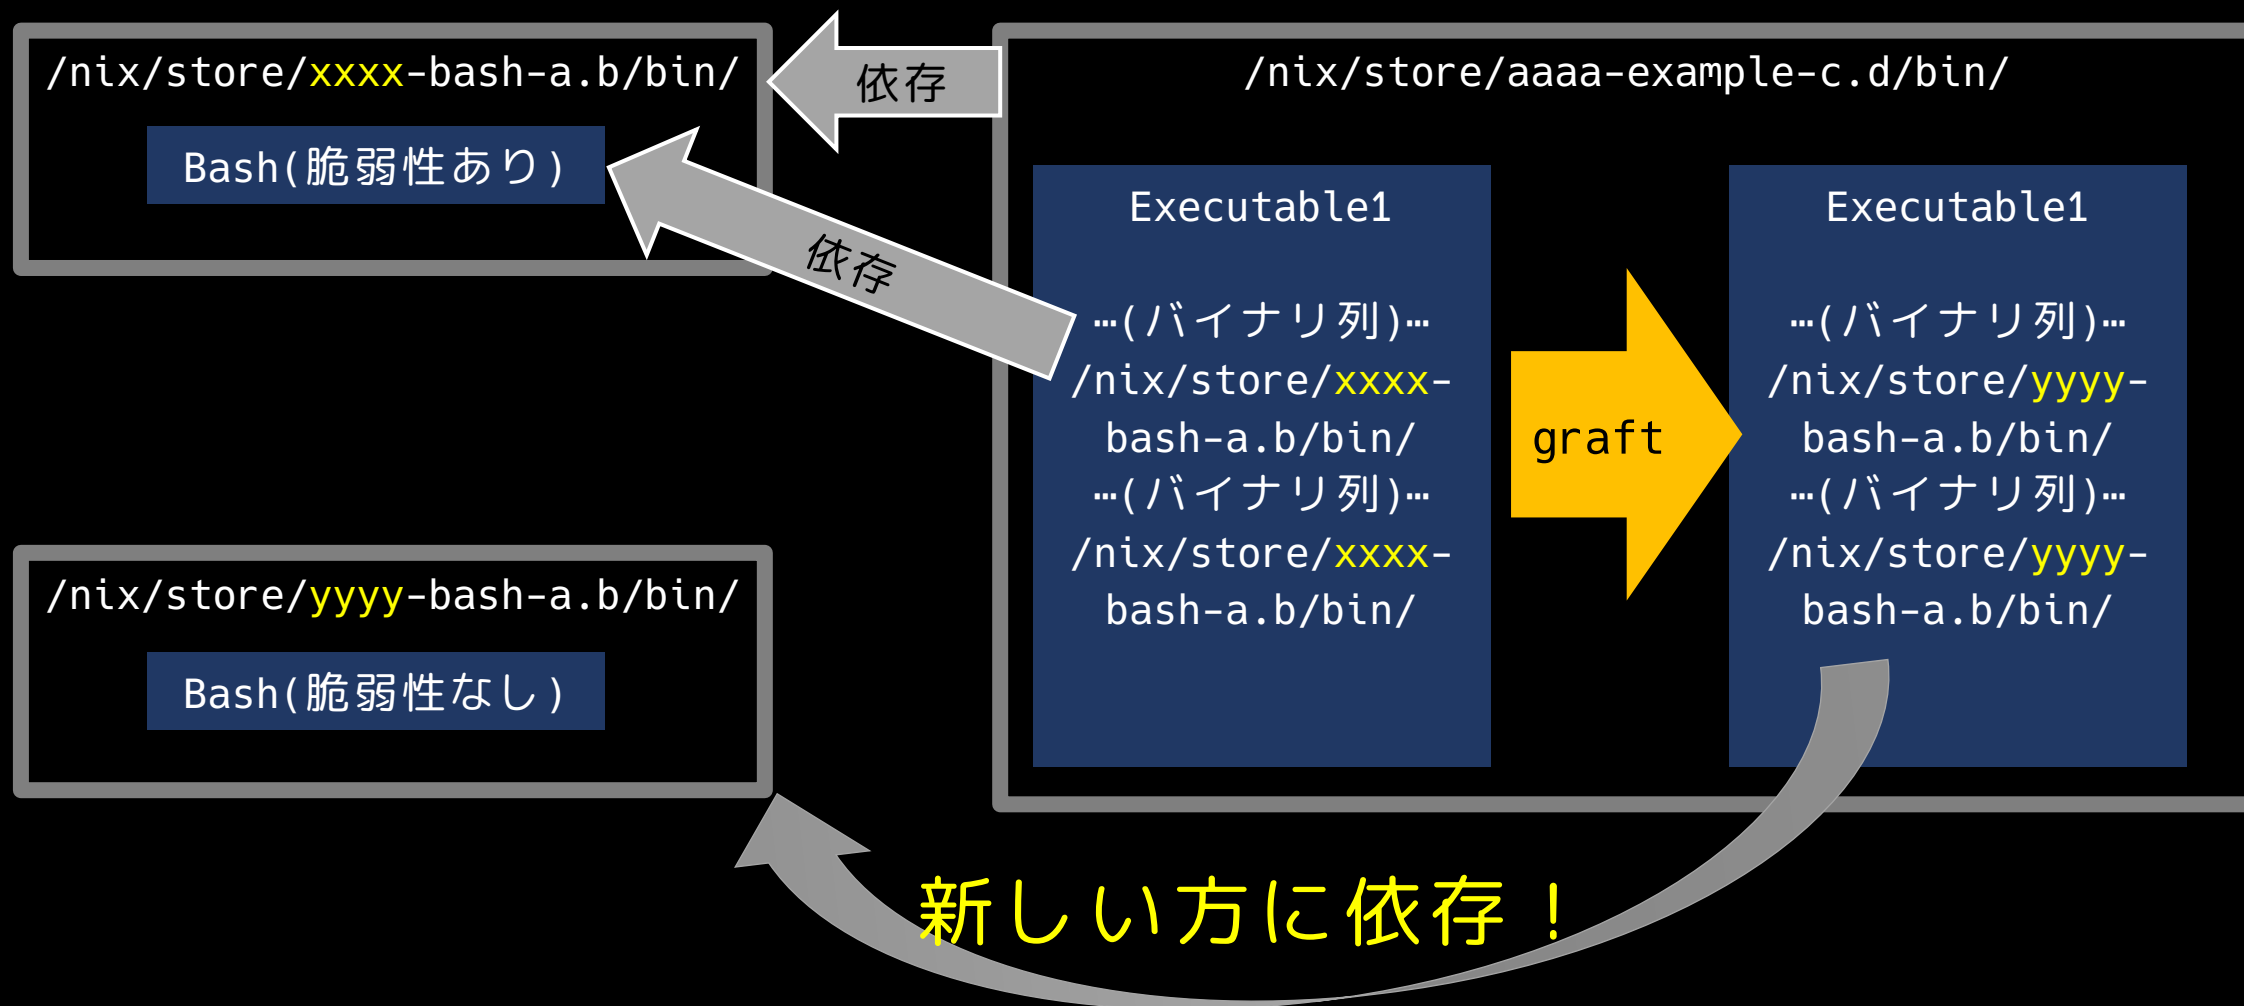 /nix/store/xxxx-bash-a.b/bin/
Bash(脆弱性あり)
依存
依存
/nix/store/aaaa-example-c.d/bin/
Executable1
…(バイナリ列)…
/nix/store/xxxx-
bash-a.b/bin/
…(バイナリ列)…
/nix/store/xxxx-
bash-a.b/bin/
graft
Executable1
…(バイナリ列)…
/nix/store/yyyy-
bash-a.b/bin/
…(バイナリ列)…
/nix/store/yyyy-
bash-a.b/bin/
/nix/store/yyyy-bash-a.b/bin/
Bash(脆弱性なし)
新しい方に依存！